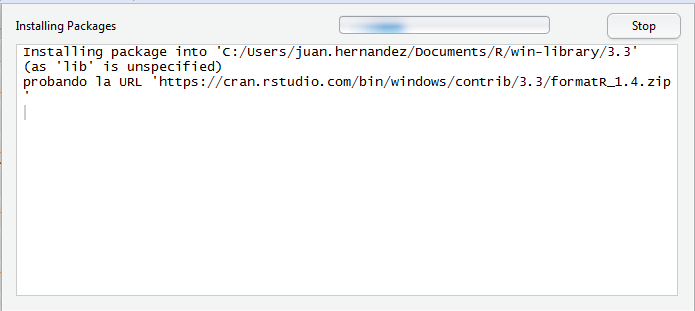 Installing Packages
Stop
Installing package into 'C:/Users/juan.hernandez/Documents/R/win-library/3.3'
(as 'lib' is unspecified)
probando la URL 'https://cran.rstudio.com/bin/windows/contrib/3.3/formatR_1.4.zip
'